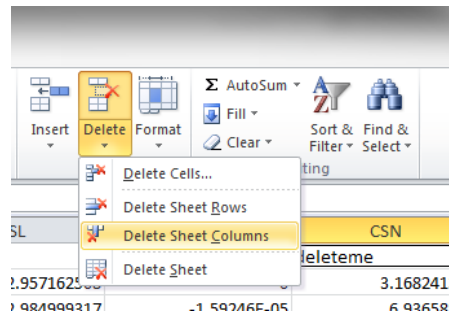 Σ AutoSum
Fill
Clear
Insert Delete Format
Sort & Filter
Find & Select
Delete Cells...
Delete Sheet Rows
Delete Sheet Columns
Delete Sheet
SL
CSN
deleteme
3.168241
2.984999317 -1.59246E-05 6.93658